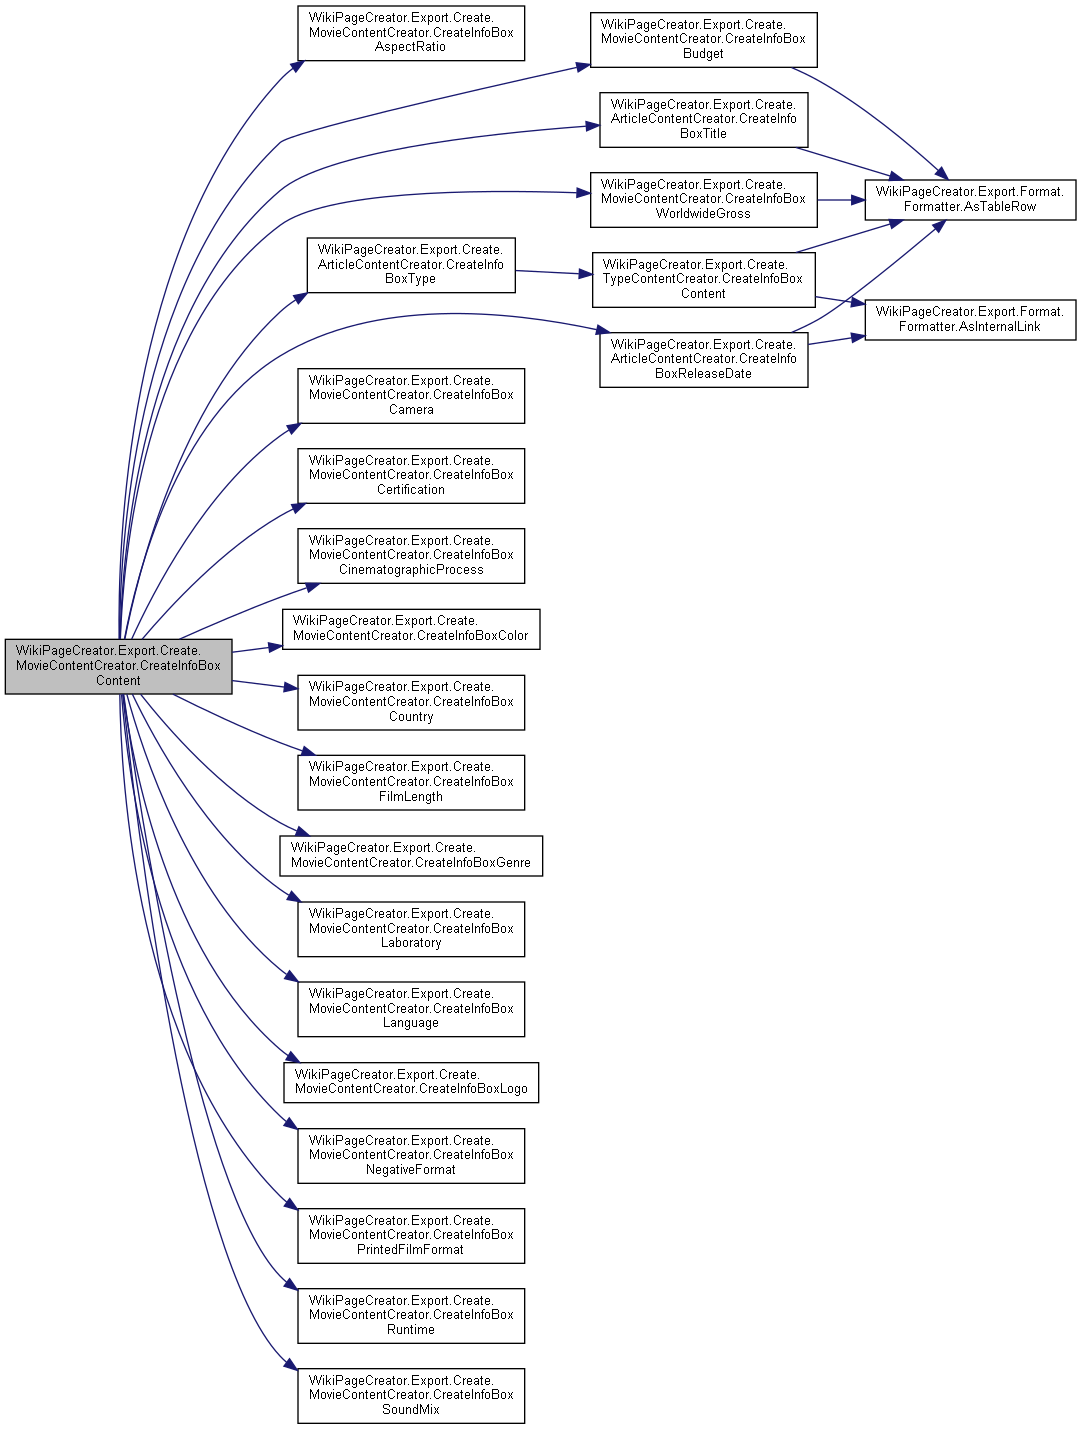 WikiPageCreator.Export.Create.
MovieContentCreator.CreateInfoBox
AspectRatio
WikiPageCreator.Export.Create.
MovieContentCreator.CreateInfoBox
Budget
WikiPageCreator.Export.Create.
ArticleContentCreator.CreateInfo
BoxTitle
WikiPageCreator.Export.Create.
MovieContentCreator.CreateInfoBox
WorldwideGross
WikiPageCreator.Export.Format.
Formatter.AsTableRow
WikiPageCreator.Export.Create.
ArticleContentCreator.CreateInfo
BoxType
WikiPageCreator.Export.Create.
TypeContentCreator.CreateInfoBox
Content
WikiPageCreator.Export.Format.
Formatter.AsInternalLink
WikiPageCreator.Export.Create.
ArticleContentCreator.CreateInfo
BoxReleaseDate
WikiPageCreator.Export.Create.
MovieContentCreator.CreateInfoBox
Camera
WikiPageCreator.Export.Create.
MovieContentCreator.CreateInfoBox
Certification
WikiPageCreator.Export.Create.
MovieContentCreator.CreateInfoBox
CinematographicProcess
WikiPageCreator.Export.Create.
MovieContentCreator.CreateInfoBoxColor
WikiPageCreator.Export.Create.
MovieContentCreator.CreateInfoBox
Content
WikiPageCreator.Export.Create.
MovieContentCreator.CreateInfoBox
Country
WikiPageCreator.Export.Create.
MovieContentCreator.CreateInfoBox
FilmLength
WikiPageCreator.Export.Create.
MovieContentCreator.CreateInfoBoxGenre
WikiPageCreator.Export.Create.
MovieContentCreator.CreateInfoBox
Laboratory
WikiPageCreator.Export.Create.
MovieContentCreator.CreateInfoBox
Language
WikiPageCreator.Export.Create.
MovieContentCreator.CreateInfoBoxLogo
WikiPageCreator.Export.Create.
MovieContentCreator.CreateInfoBox
NegativeFormat
WikiPageCreator.Export.Create.
MovieContentCreator.CreateInfoBox
PrintedFilmFormat
WikiPageCreator.Export.Create.
MovieContentCreator.CreateInfoBox
Runtime
WikiPageCreator.Export.Create.
MovieContentCreator.CreateInfoBox
SoundMix